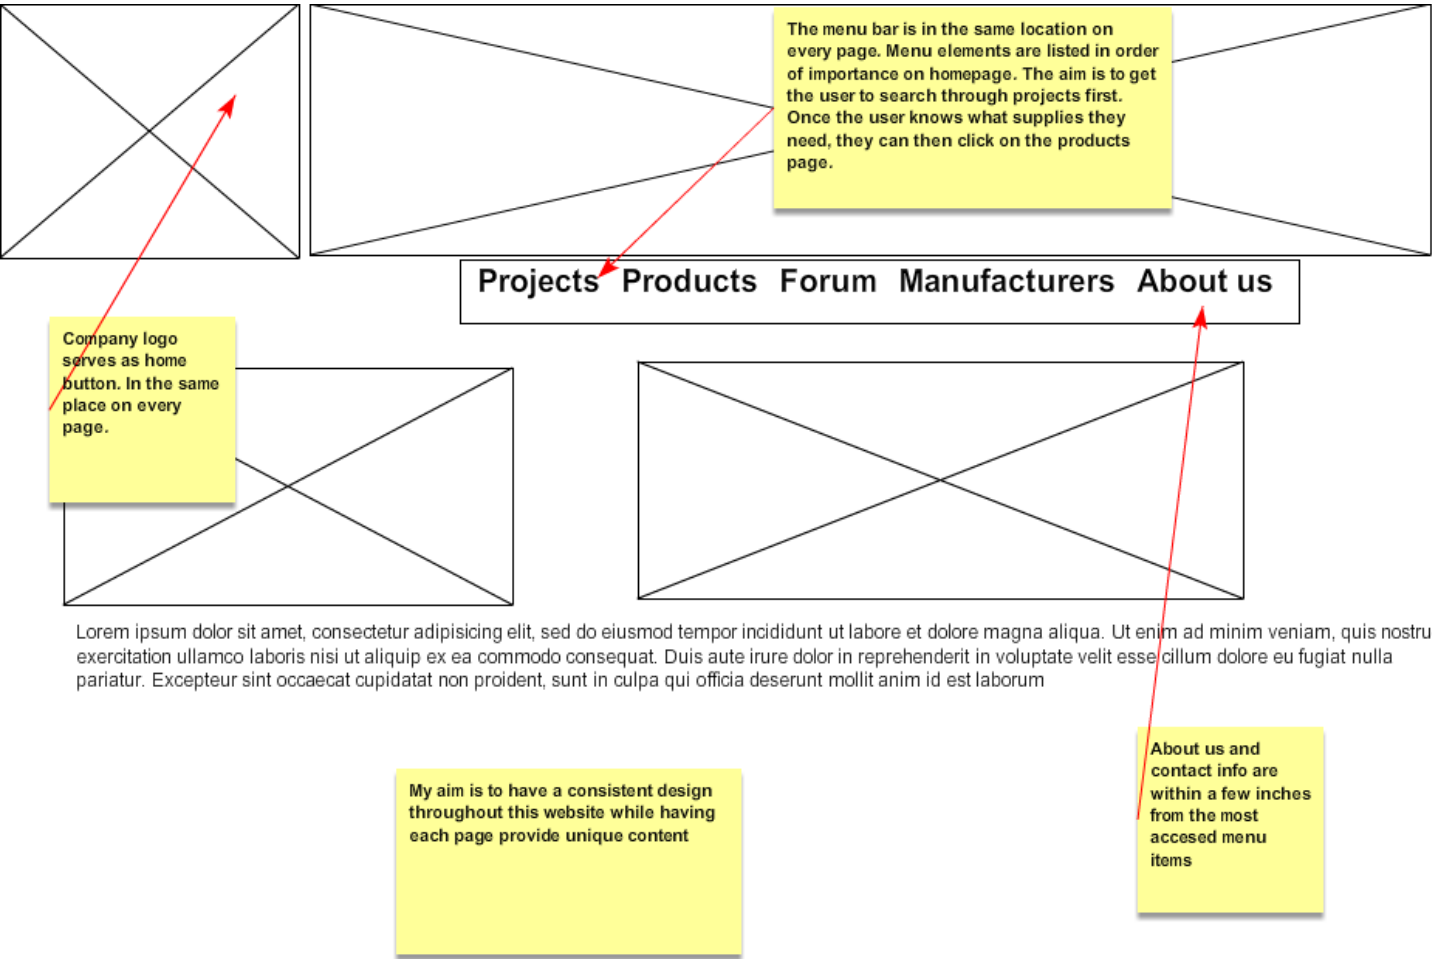 The menu bar is in the same location on
every page. Menu elements are listed in order
of importance on homepage. The aim is to get
the user to search through projects first.
Once the user knows what supplies they
need, they can then click on the products
page.
Projects Products Forum Manufacturers About us
Company logo
serves as home
button. In the same
place on every
page.
Lorem ipsum dolor sit amet, consectetur adipisicing elit, sed do eiusmod tempor incididunt ut labore et dolore magna aliqua. Ut enim ad minim veniam, quis nostru
exercitation ullamco laboris nisi ut aliquip ex ea commodo consequat. Duis aute irure dolor in reprehenderit in voluptate velit esse cillum dolore eu fugiat nulla
pariatur. Excepteur sint occaecat cupidatat non proident, sunt in culpa qui officia deserunt mollit anim id est laborum
My aim is to have a consistent design
throughout this website while having
each page provide unique content
About us and
contact info are
within a few inches
from the most
accesed menu
items